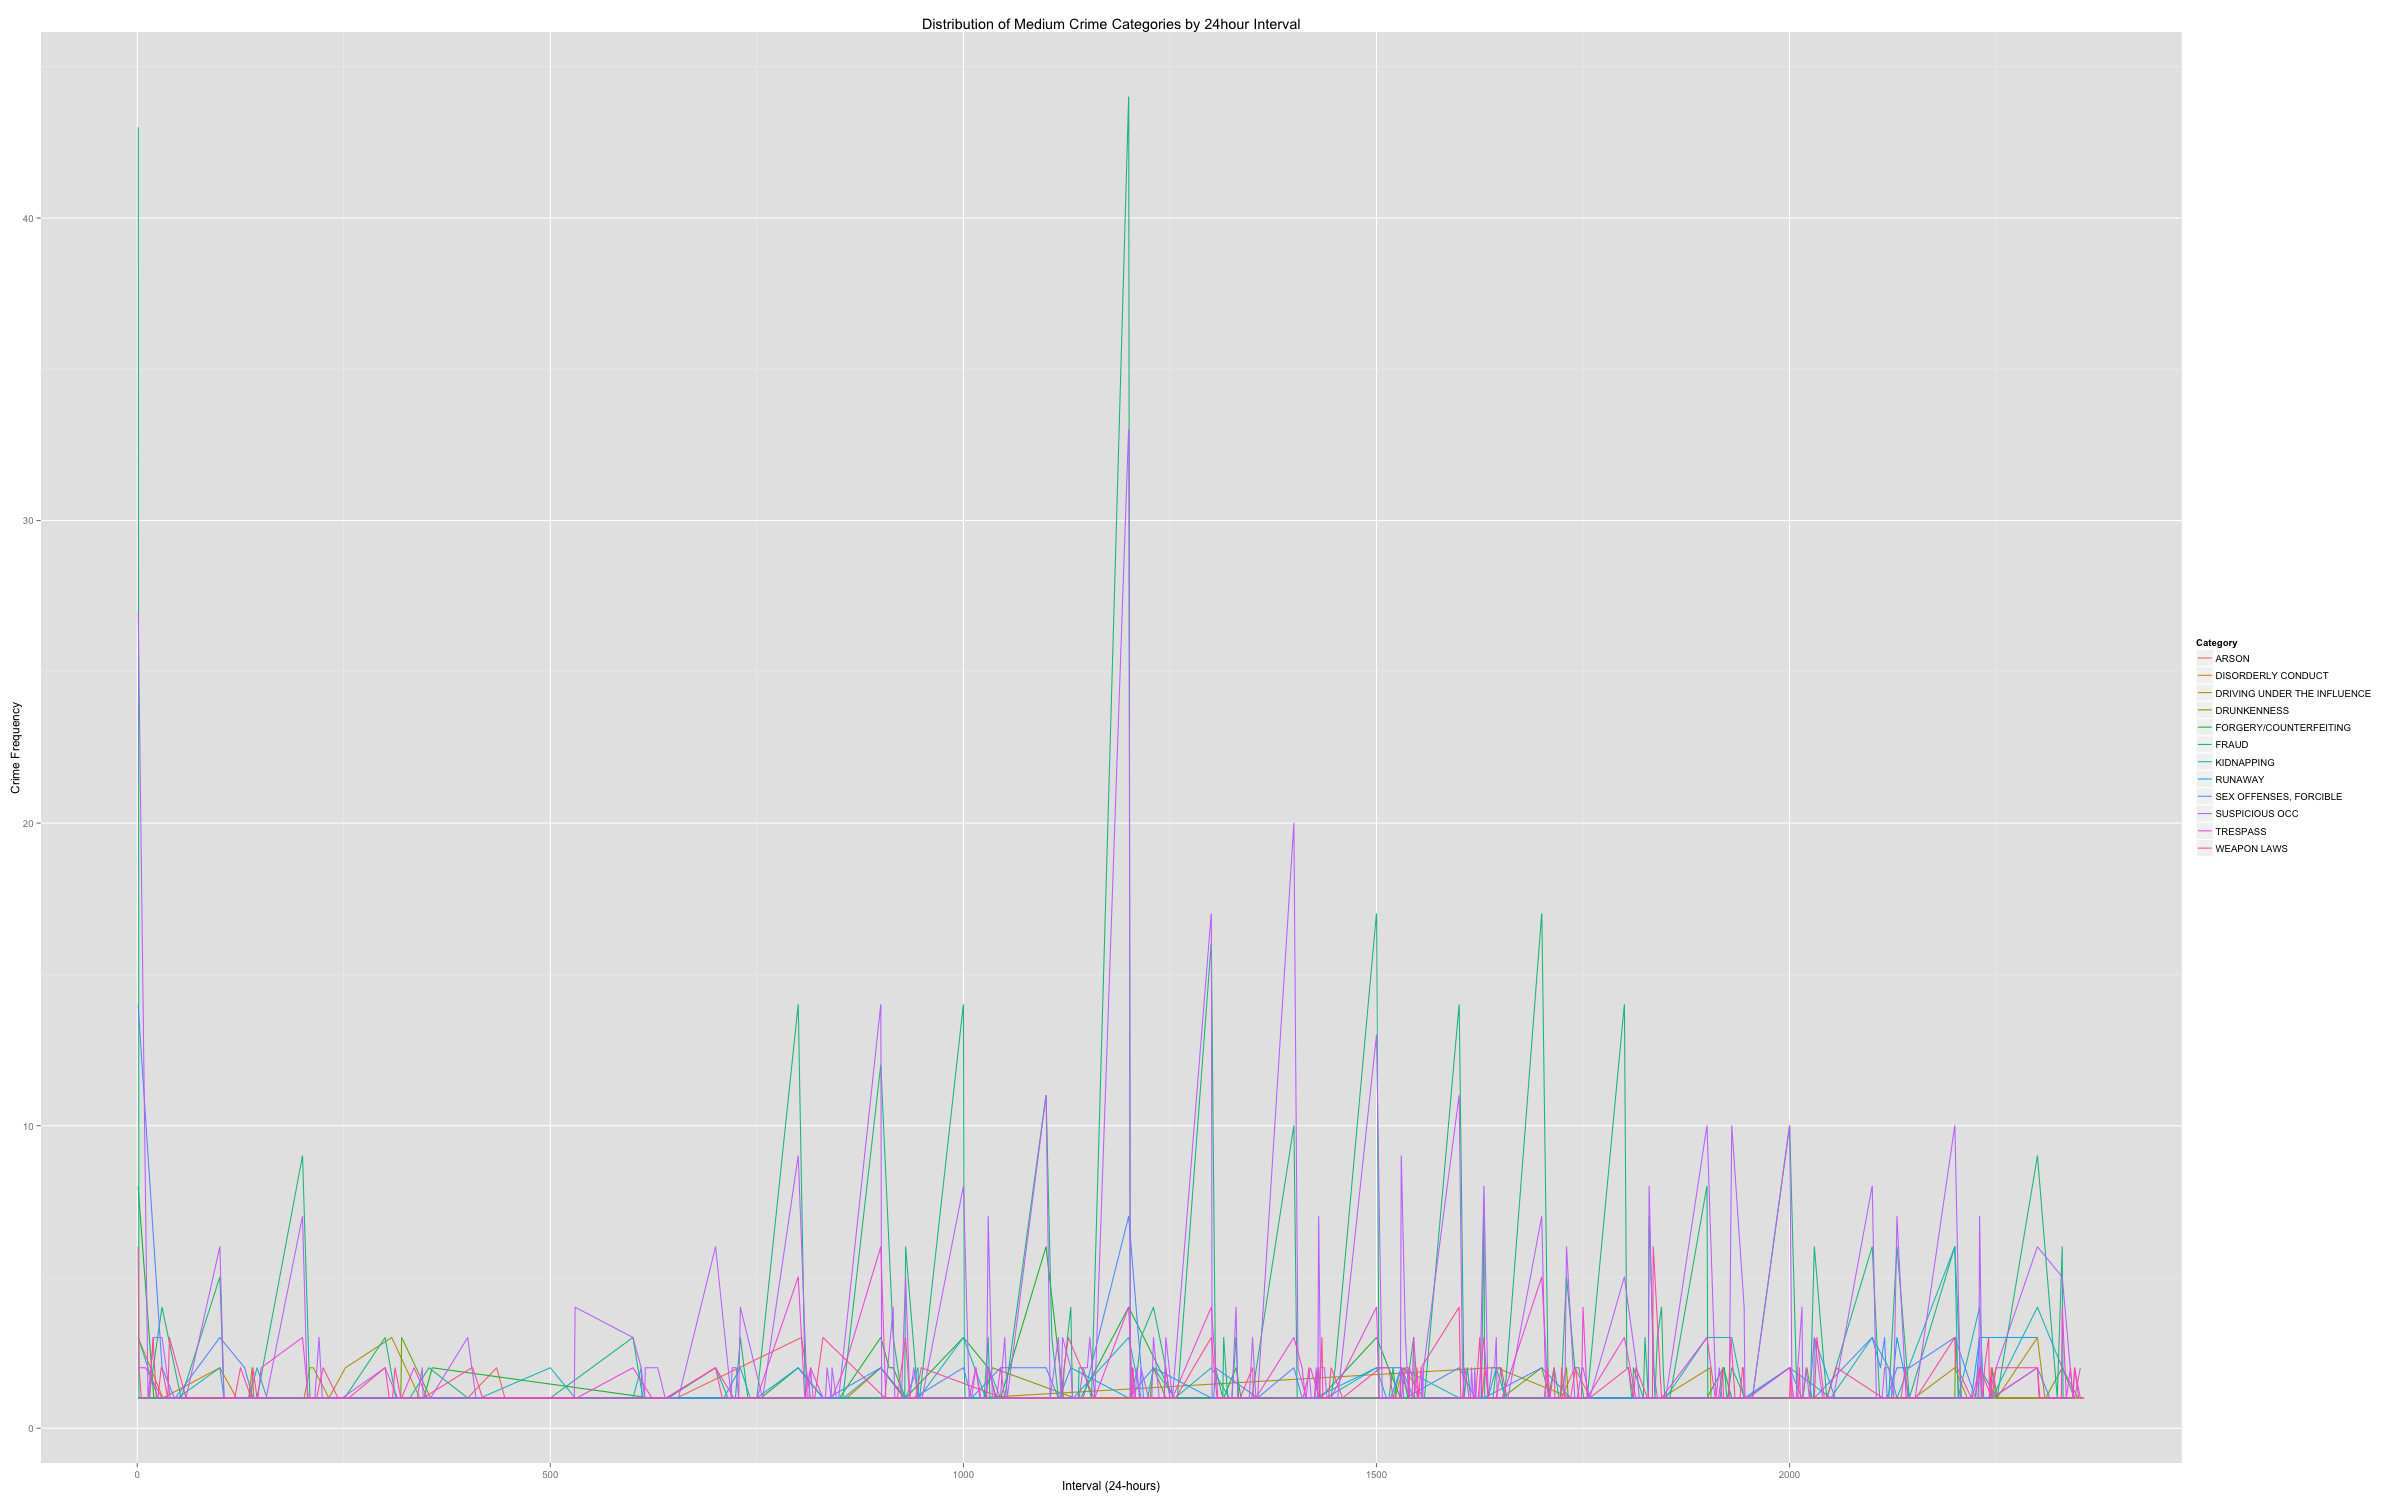 Distribution of Medium Crime Categories by 24hour Interval
Crime Frequency
40
30
20
10
0
0 500 1000 1500 2000
Interval (24-hours)
Category
ARSON
DISORDERLY CONDUCT
DRIVING UNDER THE INFLUENCE
DRUNKENNESS
FORGERY/COUNTERFEITING
FRAUD
KIDNAPPING
RUNAWAY
SEX OFFENSES, FORCIBLE
SUSPICIOUS OCC
TRESPASS
WEAPON LAWS